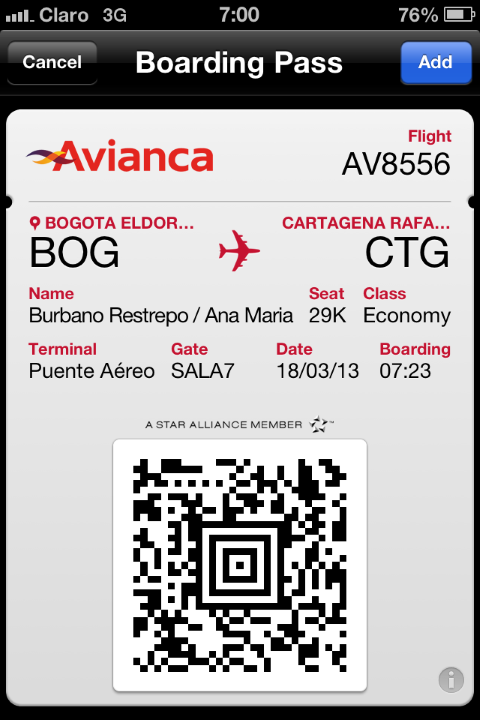 Claro 3G 7:00 76%
Cancel Boarding Pass Add
Avianca
Flight
AV8556
BOGOTA ELDOR... CARTAGENA RAFA...
BOG CTG
Name Seat Class
Burbano Restrepo / Ana Maria 29K Economy
Terminal Gate Date Boarding
Puente Aéreo SALA7 18/03/13 07:23
A STAR ALLIANCE MEMBER